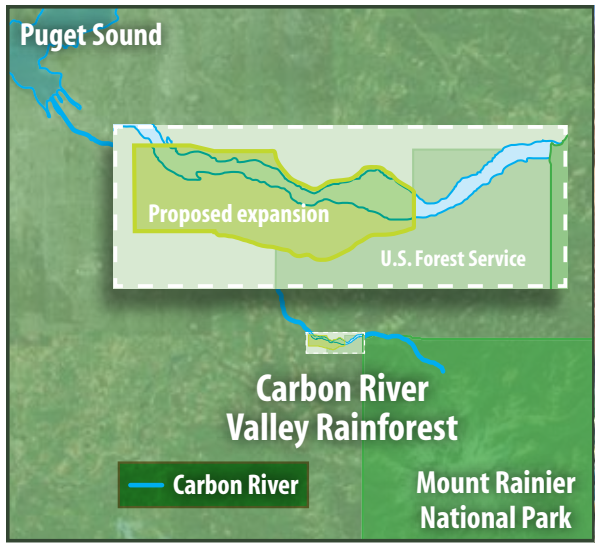 Puget Sound
Proposed expansion
U.S. Forest Service
Carbon River
Valley Rainforest
Carbon River
Mount Rainier
National Park